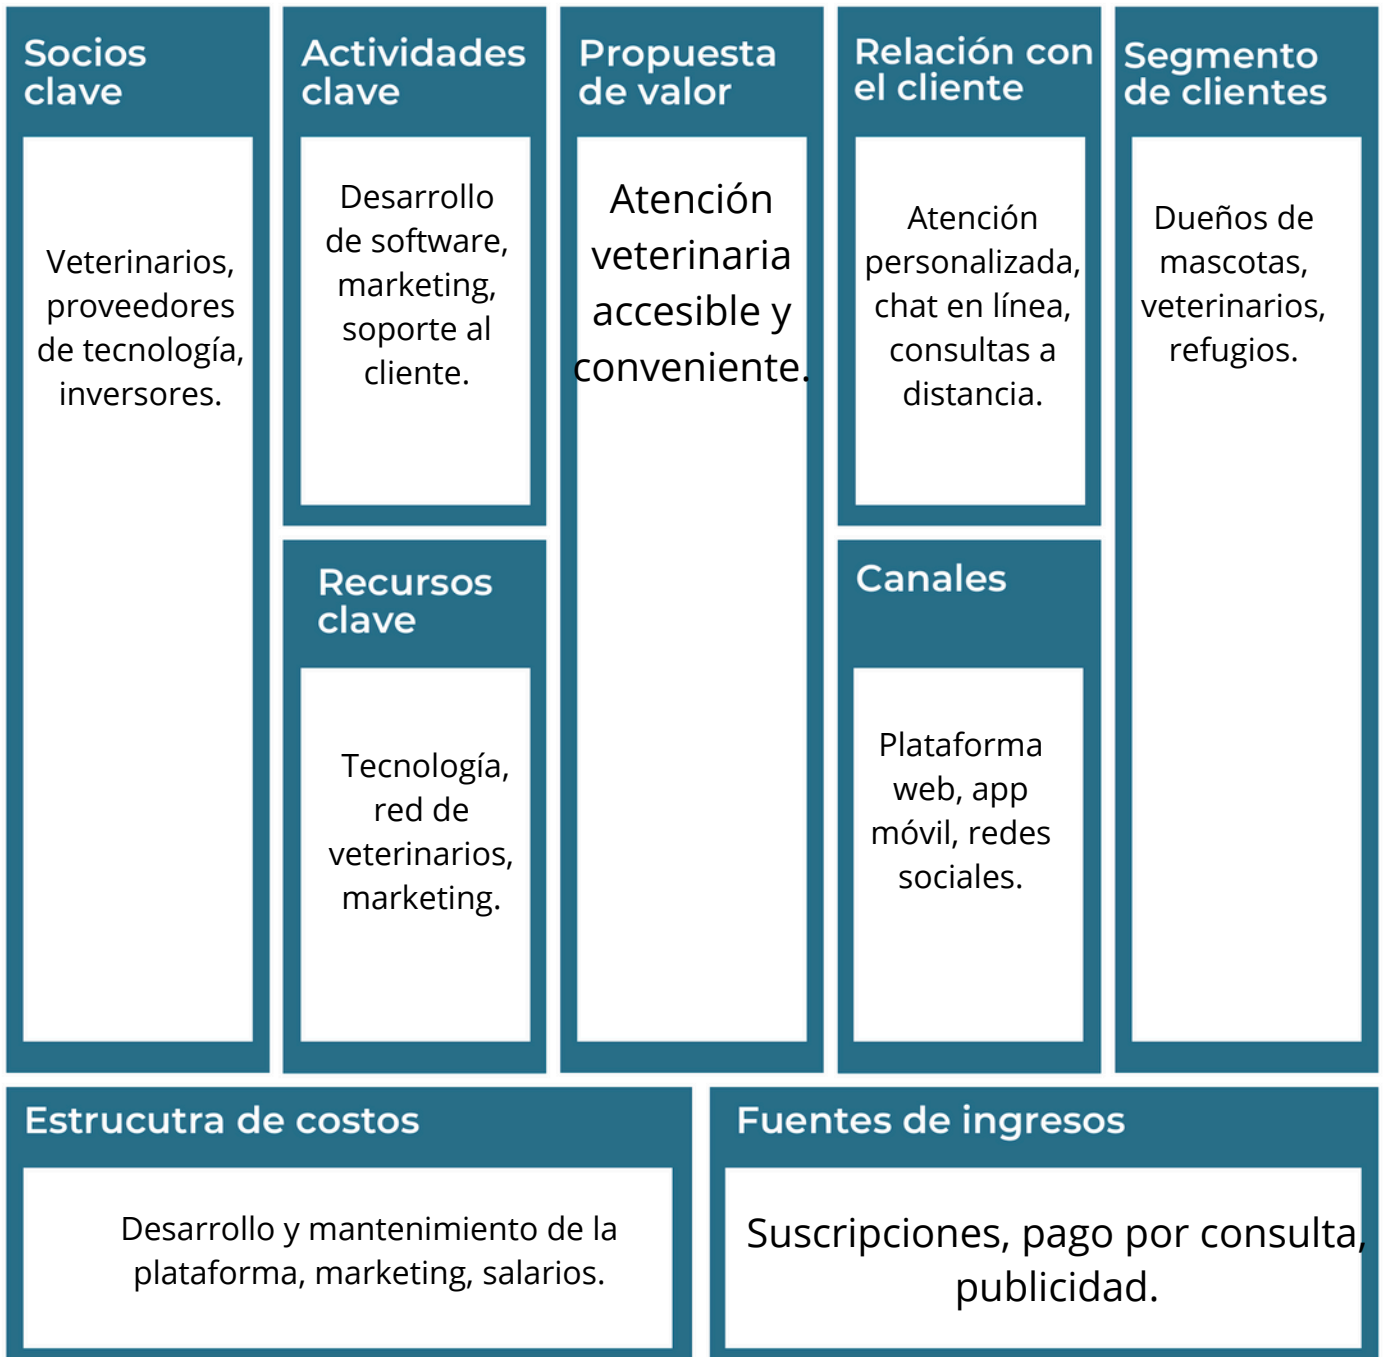 Socios
clave
Veterinarios,
proveedores
de tecnología,
inversores.
Actividades
clave
Desarrollo
de software,
marketing,
soporte al
cliente.
Recursos
clave
Tecnología,
red de
veterinarios,
marketing.
Propuesta
de valor
Atención
veterinaria
accesible y
conveniente.
Relación con
el cliente
Atención
personalizada,
chat en línea,
consultas a
distancia.
Canales
Plataforma
web, app
móvil, redes
sociales.
Segmento
de clientes
Dueños de
mascotas,
veterinarios,
refugios.
Estrucutra de costos
Desarrollo y mantenimiento de la
plataforma, marketing, salarios.
Fuentes de ingresos
Suscripciones, pago por consulta,
publicidad.